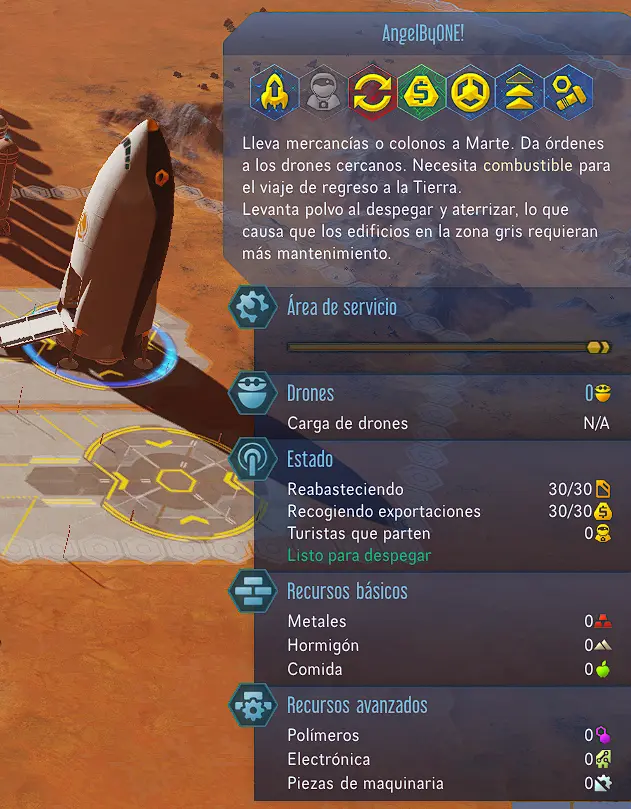 AngelByONE!
Lleva mercancías o colonos a Marte. Da órdenes
a los drones cercanos. Necesita combustible para
el viaje de regreso a la Tierra.
Levanta polvo al despegar y aterrizar, lo que
causa que los edificios en la zona gris requieran
más mantenimiento.
Área de servicio
Drones 0
Carga de drones N/A
Estado
Reabasteciendo 30/30
Recogiendo exportaciones 30/30
Turistas que parten 0
Listo para despegar
Recursos básicos
Metales 0
Hormigón 0
Comida 0
Recursos avanzados
Polímeros 0
Electrónica 0
Piezas de maquinaria 0